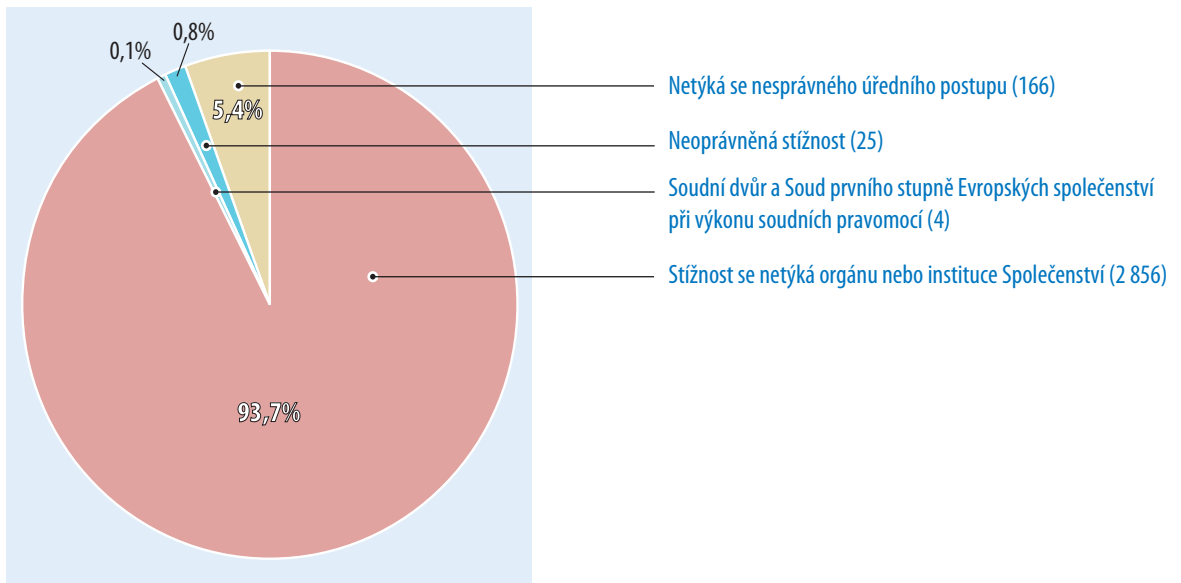 0,8%
0,1%
5,4%
93,7%
Netýká se nesprávného úředního postupu (166)
Neoprávněná stížnost (25)
Soudní dvůr a Soud prvního stupně Evropských společenství
při výkonu soudních pravomocí (4)
Stížnost se netýká orgánu nebo instituce Společenství (2 856)